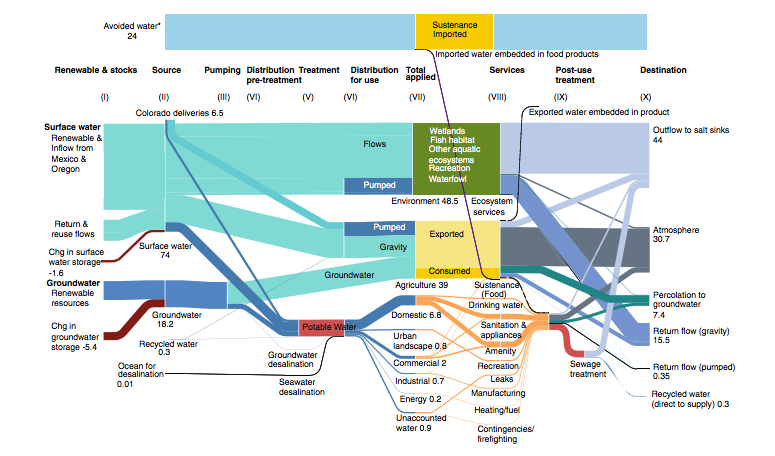 Avoided water*
24
Sustenance
Imported
Imported water embedded in food products
Renewable & stocks
Source
Pumping
Distribution
pre-treatment
Treatment
Distribution
for use
Total
applied
Services
Post-use
treatment
Destination
(I)
(II)
(III)
(VI)
(V)
(VI)
(VII)
(VIII)
(IX)
(X)
Colorado deliveries 6.5
Exported water embedded in product
Surface water
Renewable &
Inflow from
Mexico &
Oregon
Flows
Wetlands
Fish habitat
Other aquatic
ecosystems
Recreation
Waterfowl
Outflow to salt sinks
44
Pumped
Environment 48.5
Ecosystem
services
Return &
reuse flows
Pumped
Exported
Atmosphere
30.7
Surface water
74
Gravity
Chg in surface
water storage
-1.6
Groundwater
Consumed
Groundwater
Renewable
resources
Agriculture 39
Sustenance
(Food)
Drinking water
Percolation to
groundwater
7.4
Groundwater
18.2
Domestic 6.8
Chg in
groundwater
storage -5.4
Potable Water
Sanitation &
appliances
Return flow (gravity)
15.5
Recycled water
0.3
Urban
landscape 0.8
Amenity
Groundwater
desalination
Commercial 2
Recreation
Sewage
treatment
Return flow (pumped)
0.35
Ocean for
desalination
0.01
Seawater
desalination
Industrial 0.7
Leaks
Manufacturing
Recycled water
(direct to supply) 0.3
Energy 0.2
Heating/fuel
Unaccounted
water 0.9
Contingencies/
firefighting